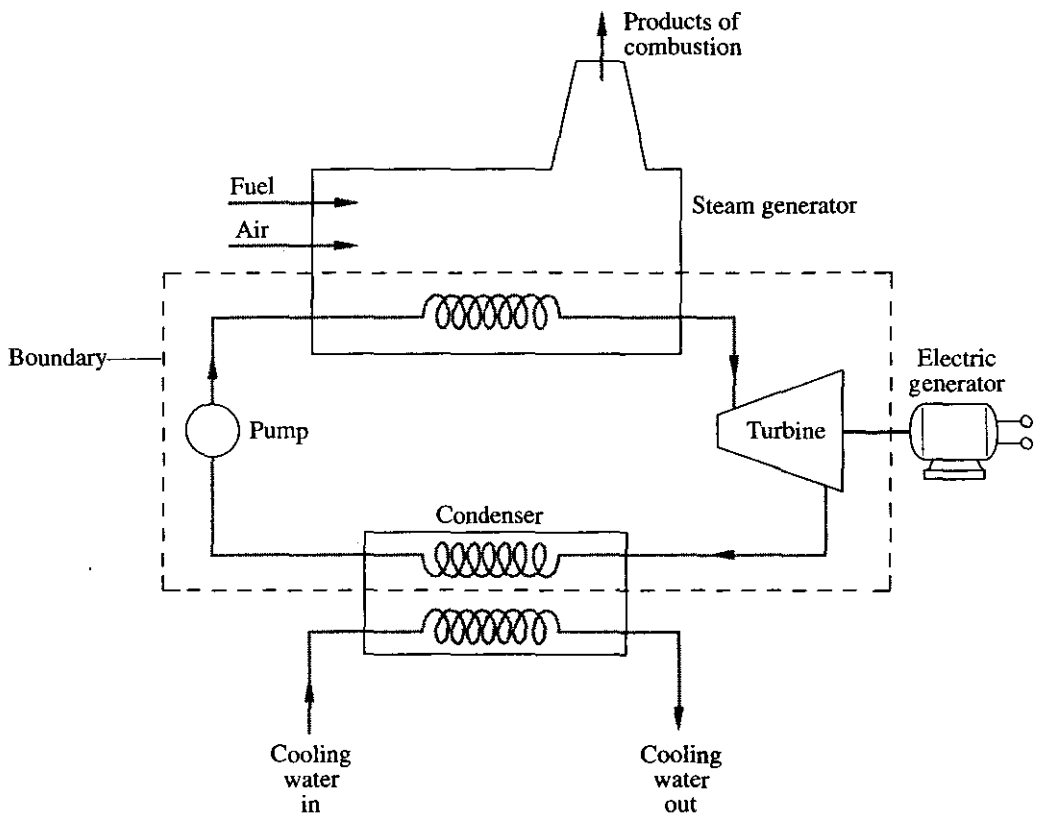 Products of
combustion
Fuel
Steam generator
Air
Boundary
Electric
generator
Pump
Turbine
Condenser
Cooling
water
in
Cooling
water
out